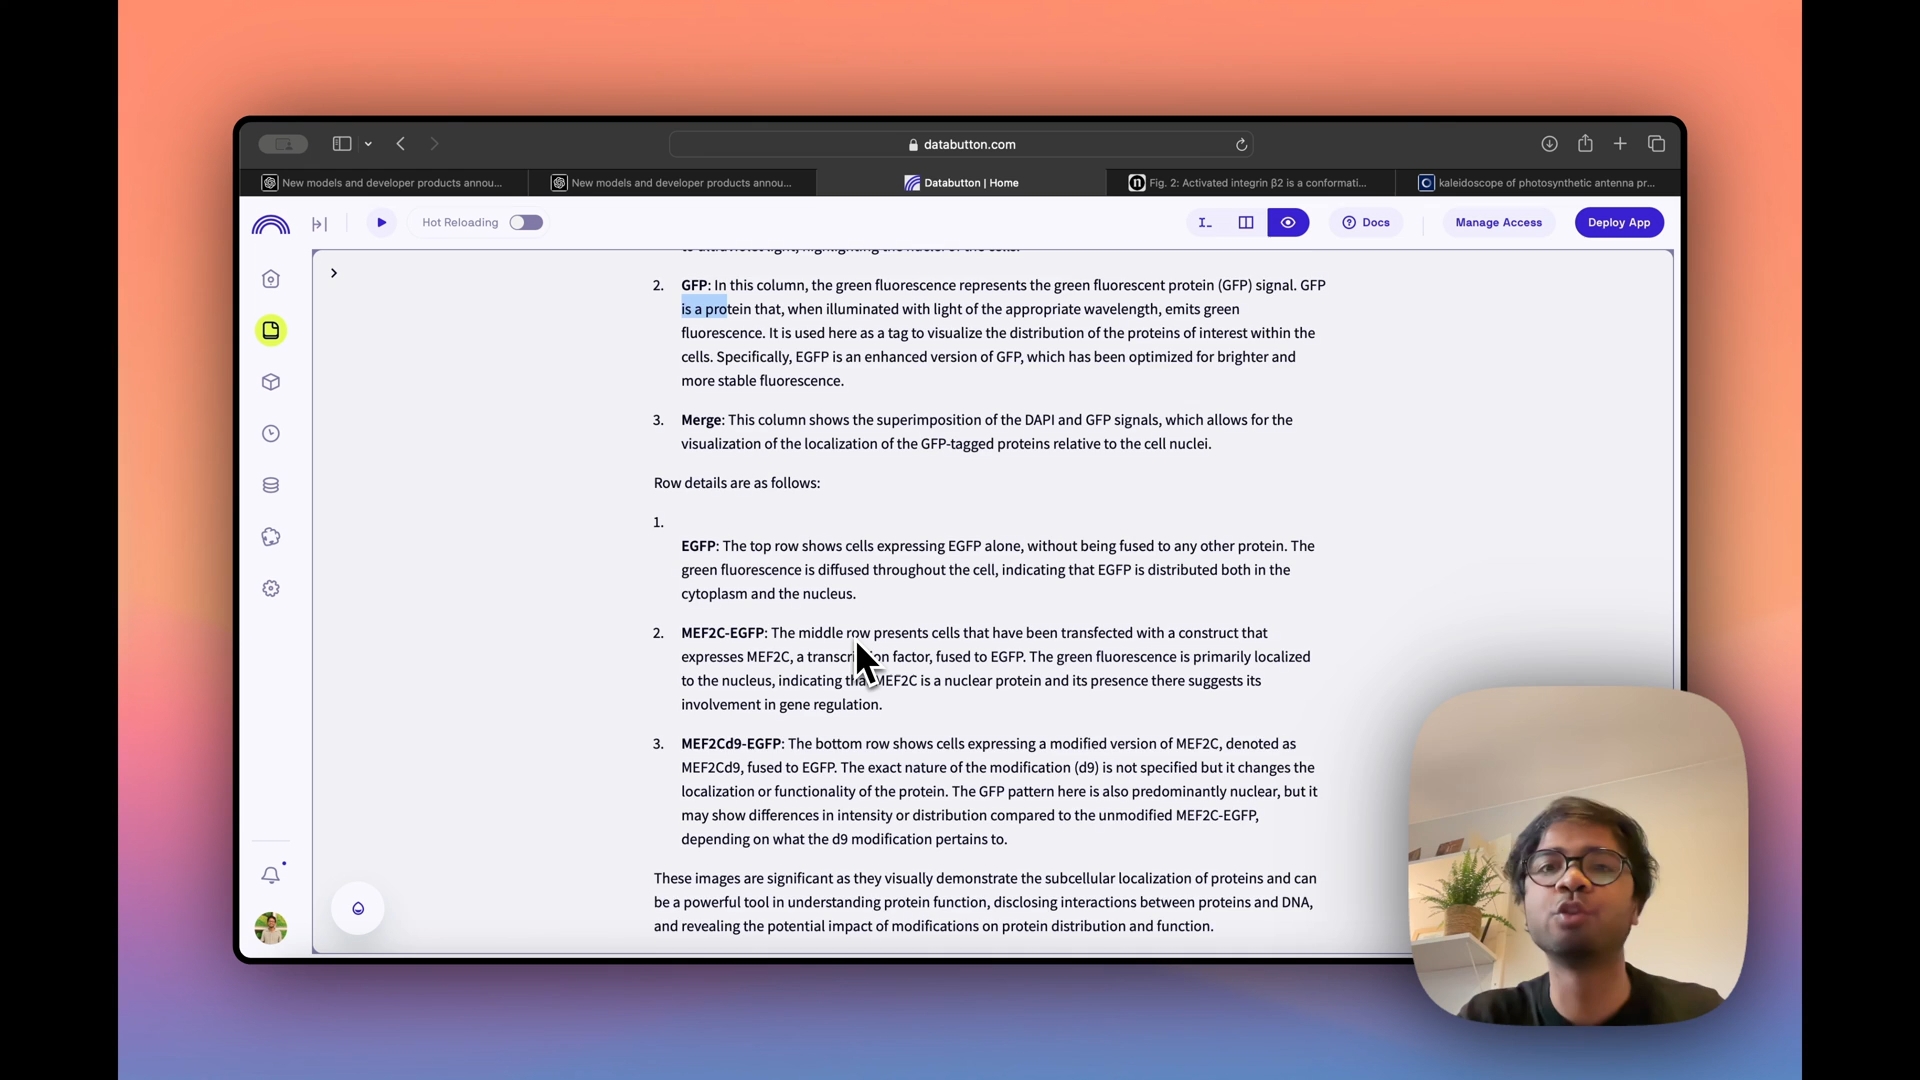 databutton.com
New models and developer products annou...
New models and developer products annou...
Databutton | Home
Fig. 2: Activated integrin β2 is a conformati...
kaleidoscope of photosynthetic antenna pr...
Hot Reloading
Docs
Manage Access
Deploy App
to ultraviolet light, highlighting the nuclei of the cells.
2. GFP: In this column, the green fluorescence represents the green fluorescent protein (GFP) signal. GFP
is a protein that, when illuminated with light of the appropriate wavelength, emits green
fluorescence. It is used here as a tag to visualize the distribution of the proteins of interest within the
cells. Specifically, EGFP is an enhanced version of GFP, which has been optimized for brighter and
more stable fluorescence.
3. Merge: This column shows the superimposition of the DAPI and GFP signals, which allows for the
visualization of the localization of the GFP-tagged proteins relative to the cell nuclei.
Row details are as follows:
1.
EGFP: The top row shows cells expressing EGFP alone, without being fused to any other protein. The
green fluorescence is diffused throughout the cell, indicating that EGFP is distributed both in the
cytoplasm and the nucleus.
2. MEF2C-EGFP: The middle row presents cells that have been transfected with a construct that
expresses MEF2C, a transcription factor, fused to EGFP. The green fluorescence is primarily localized
to the nucleus, indicating that MEF2C is a nuclear protein and its presence there suggests its
involvement in gene regulation.
3. MEF2Cd9-EGFP: The bottom row shows cells expressing a modified version of MEF2C, denoted as
MEF2Cd9, fused to EGFP. The exact nature of the modification (d9) is not specified but it changes the
localization or functionality of the protein. The GFP pattern here is also predominantly nuclear, but it
may show differences in intensity or distribution compared to the unmodified MEF2C-EGFP,
depending on what the d9 modification pertains to.
These images are significant as they visually demonstrate the subcellular localization of proteins and can
be a powerful tool in understanding protein function, disclosing interactions between proteins and DNA,
and revealing the potential impact of modifications on protein distribution and function.